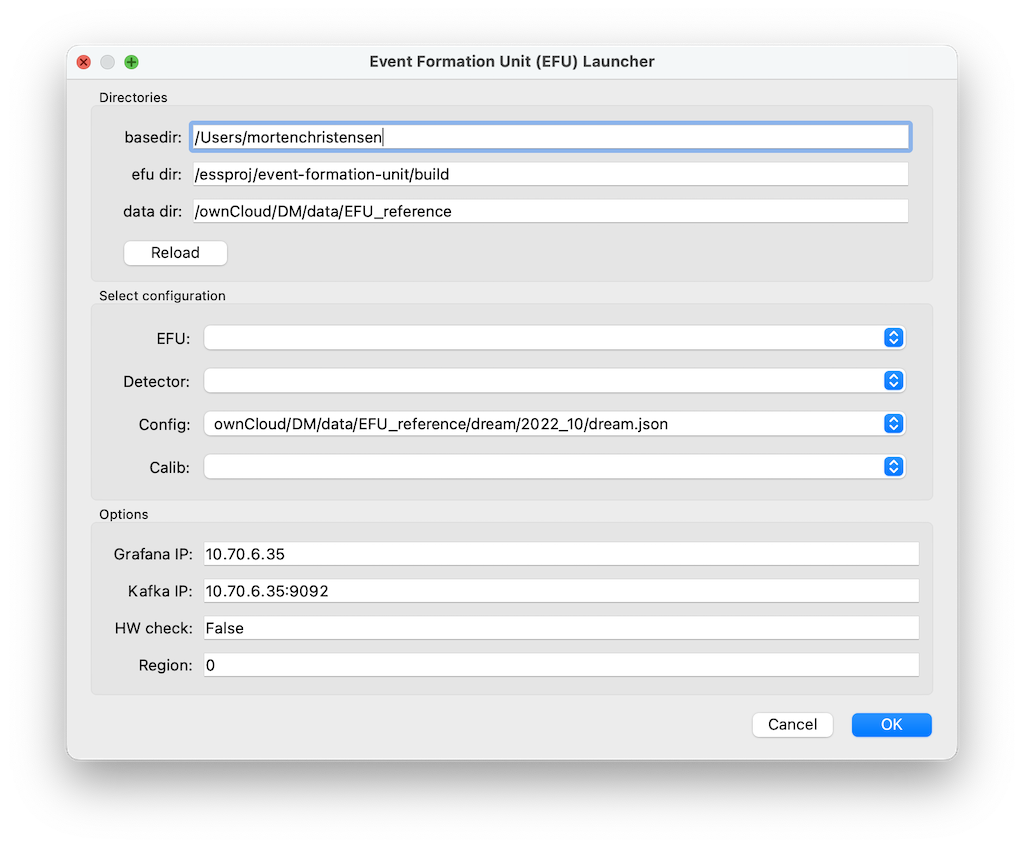 Event Formation Unit (EFU) Launcher
Directories
basedir: /Users/mortenchristensen
efu dir: /essproj/event-formation-unit/build
data dir: /ownCloud/DM/data/EFU_reference
Reload
Select configuration
EFU:
Detector:
Config: ownCloud/DM/data/EFU_reference/dream/2022_10/dream.json
Calib:
Options
Grafana IP: 10.70.6.35
Kafka IP: 10.70.6.35:9092
HW check: False
Region: 0
Cancel OK